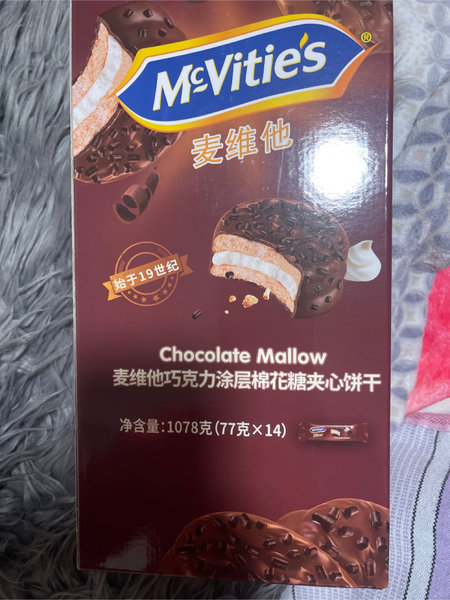 McVitie's ®
麦维他
始于19世纪
Chocolate Mallow
麦维他巧克力涂层棉花糖夹心饼干
净含量:1078克(77克×14)
McVitie's